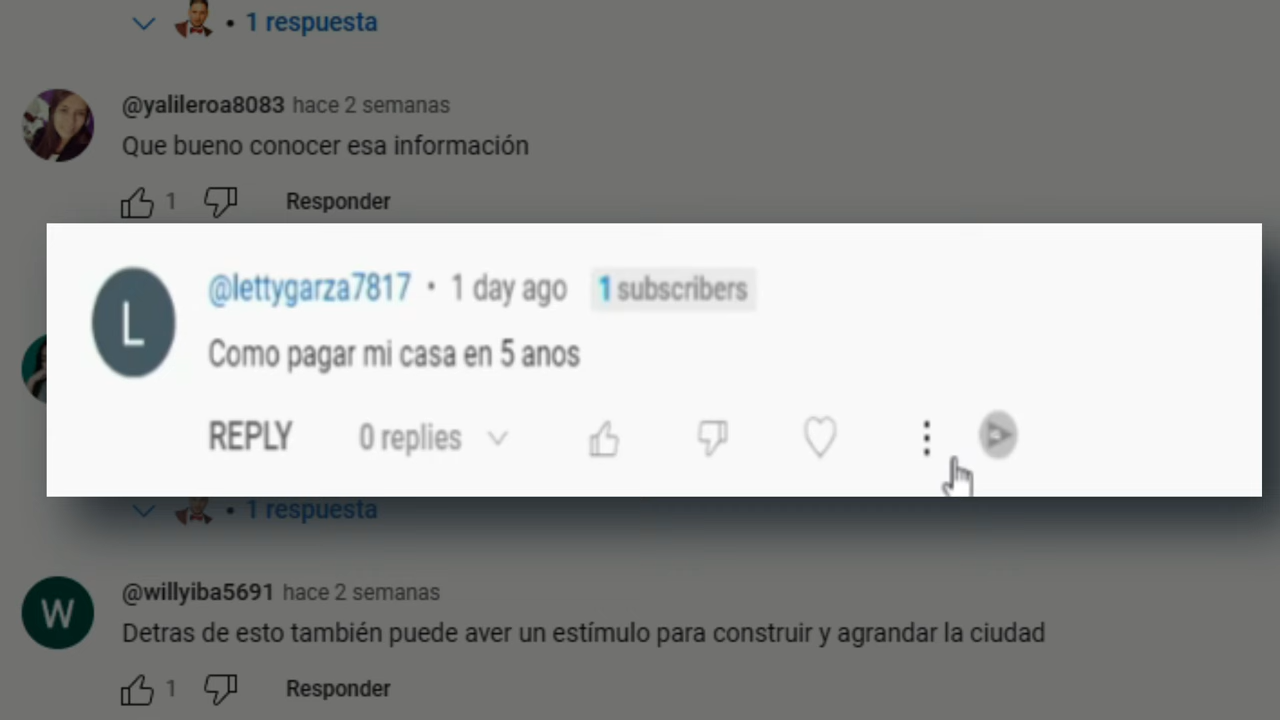 • 1 respuesta
@yalileroa8083 hace 2 semanas
Que bueno conocer esa información
1 Responder
L
@lettygarza7817 • 1 day ago 1 subscribers
Como pagar mi casa en 5 anos
REPLY 0 replies
• 1 respuesta
W
@willyiba5691 hace 2 semanas
Detras de esto también puede aver un estímulo para construir y agrandar la ciudad
1 Responder